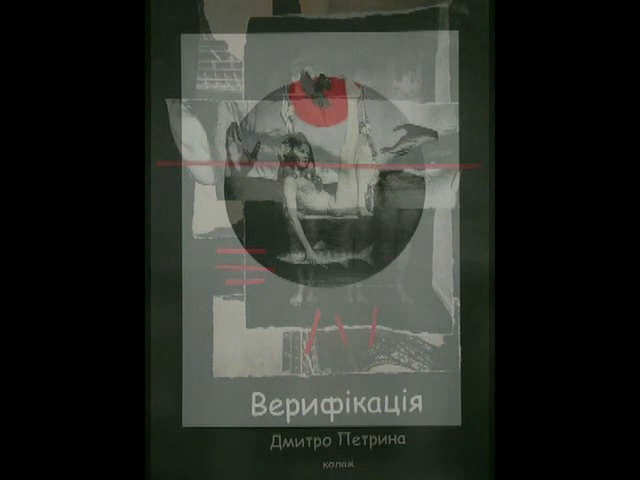 Верифікація
Дмитро Петрина
колаж